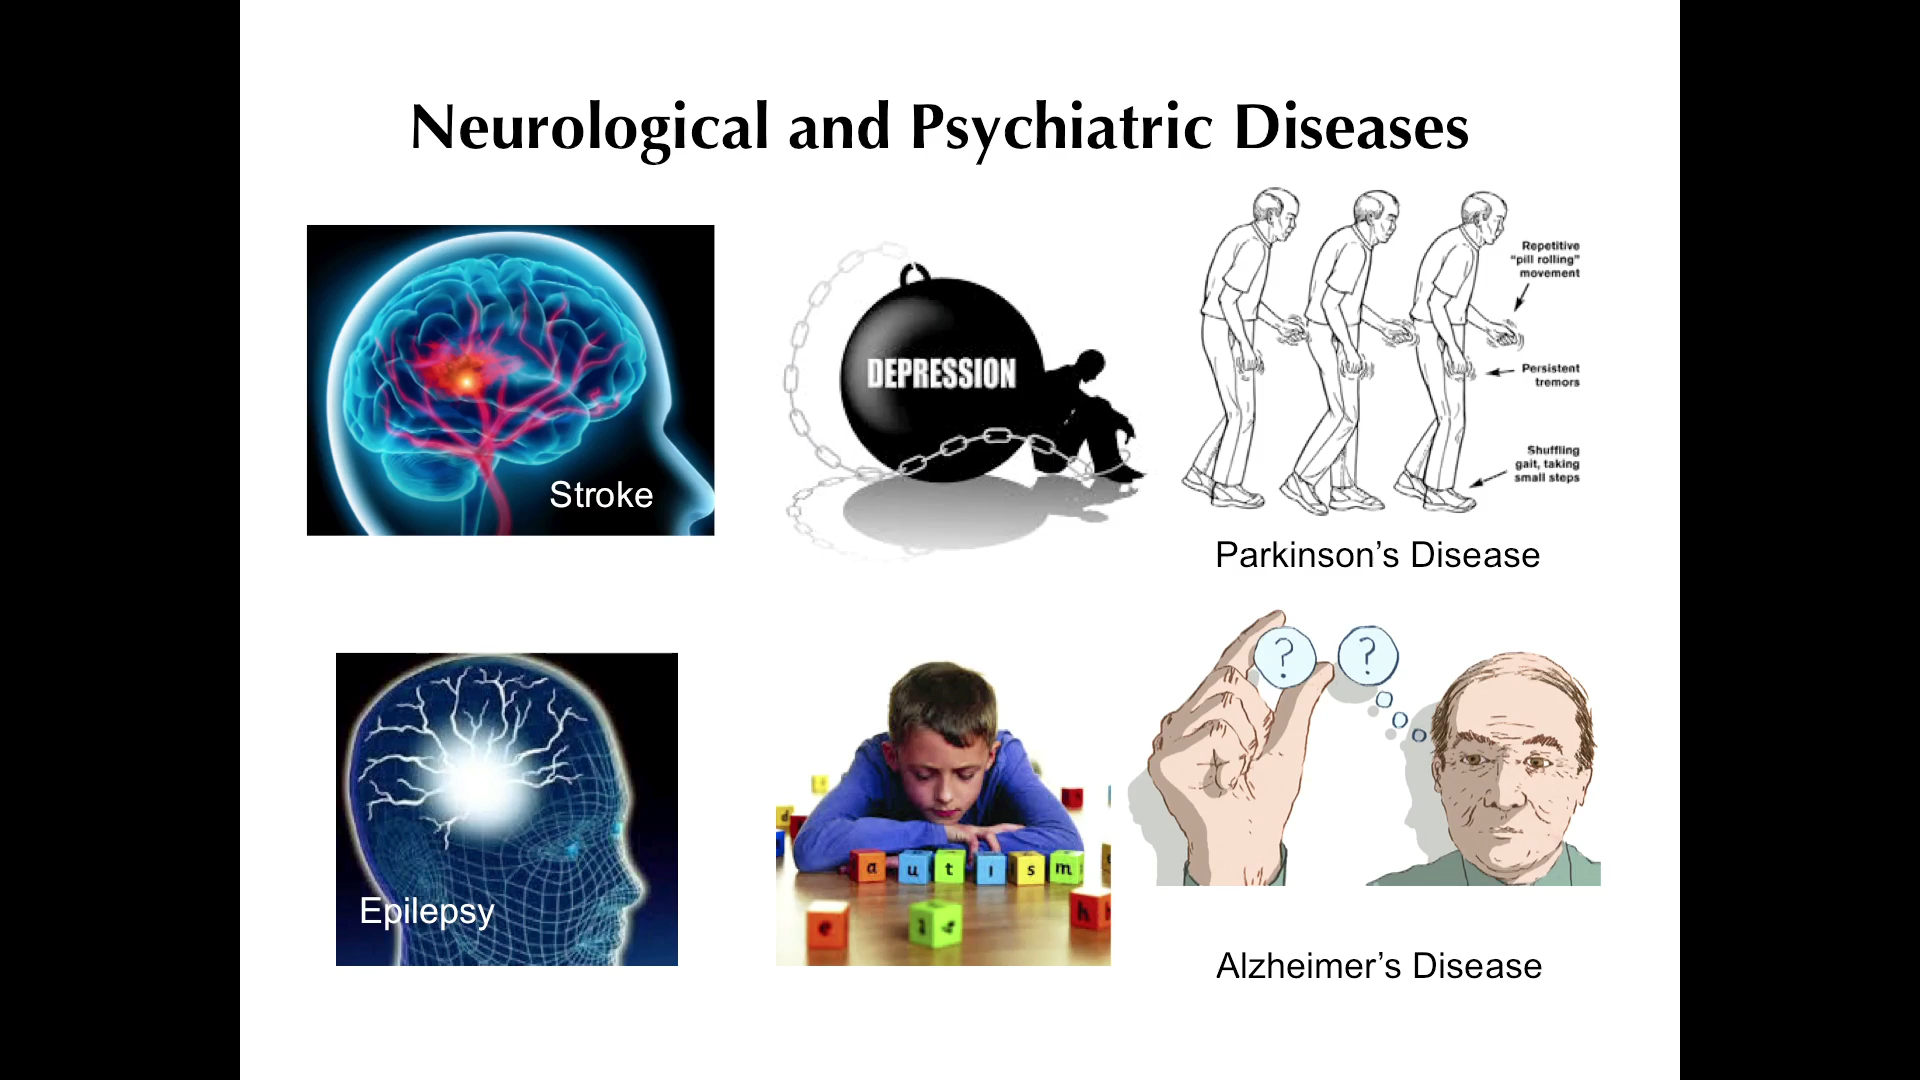 Neurological and Psychiatric Diseases
Stroke
DEPRESSION
Repetitive
"pill rolling"
movement
Persistent
tremors
Shuffling
gait, taking
small steps
Parkinson's Disease
Epilepsy
d
a u t i s m
e
h
? ?
Alzheimer's Disease